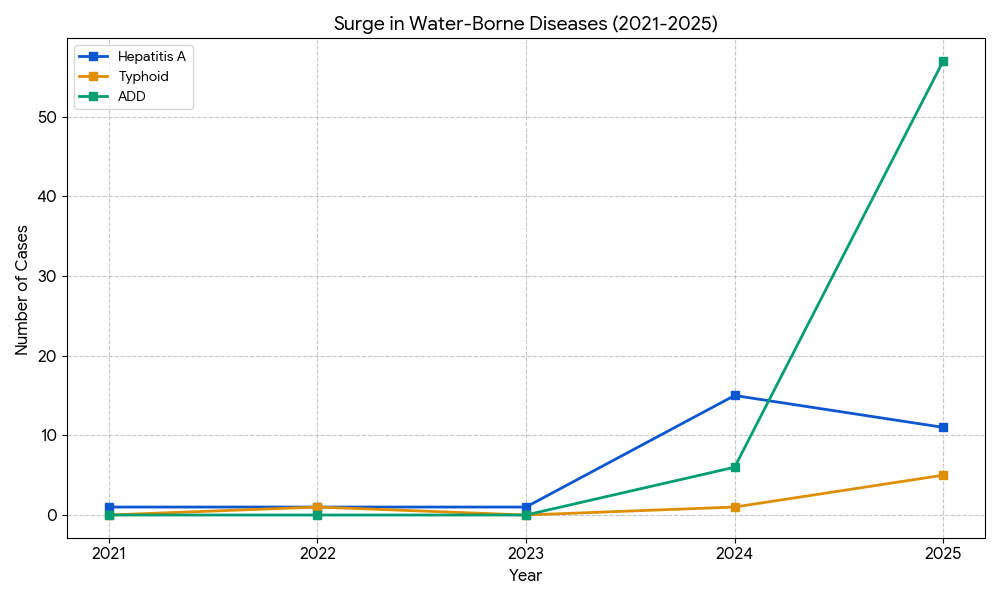 Surge in Water-Borne Diseases (2021-2025)
Hepatitis A
Typhoid
ADD
Number of Cases
50
40
30
20
10
0
2021 2022 2023 2024 2025
Year